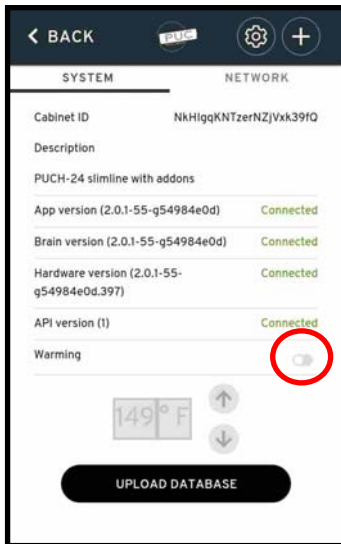 BACK
PUC
SYSTEM NETWORK
Cabinet ID NkHIgqKNTzerNZjVxk39fQ
Description
PUCH-24 slimline with addons
App version (2.0.1-55-g54984e0d) Connected
Brain version (2.0.1-55-g54984e0d) Connected
Hardware version (2.0.1-55- Connected
g54984e0d.397)
API version (1) Connected
Warming
149 ° F
UPLOAD DATABASE